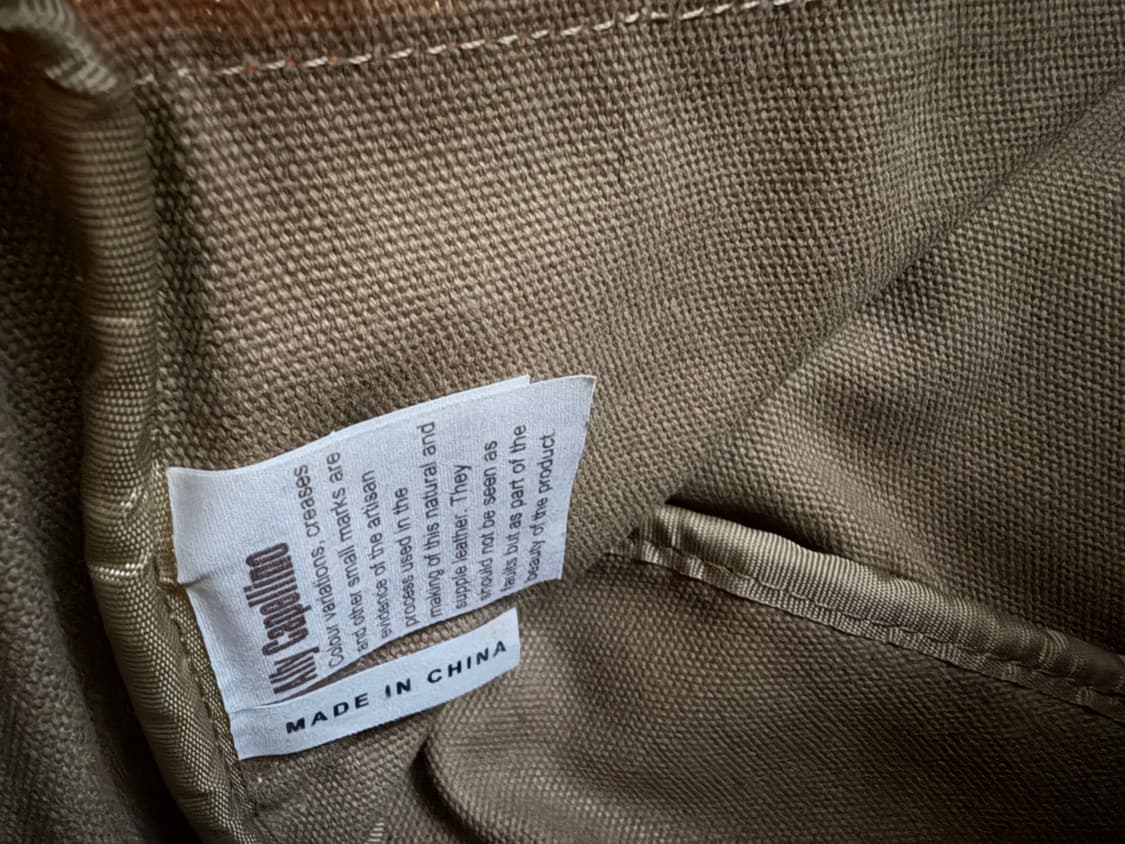 Ally Capellino
Colour variations, creases
and other small marks are
evidence of the artisan
process used in the
making of this natural and
supple leather. They
should not be seen as
faults but as part of the
beauty of the product.
MADE IN CHINA